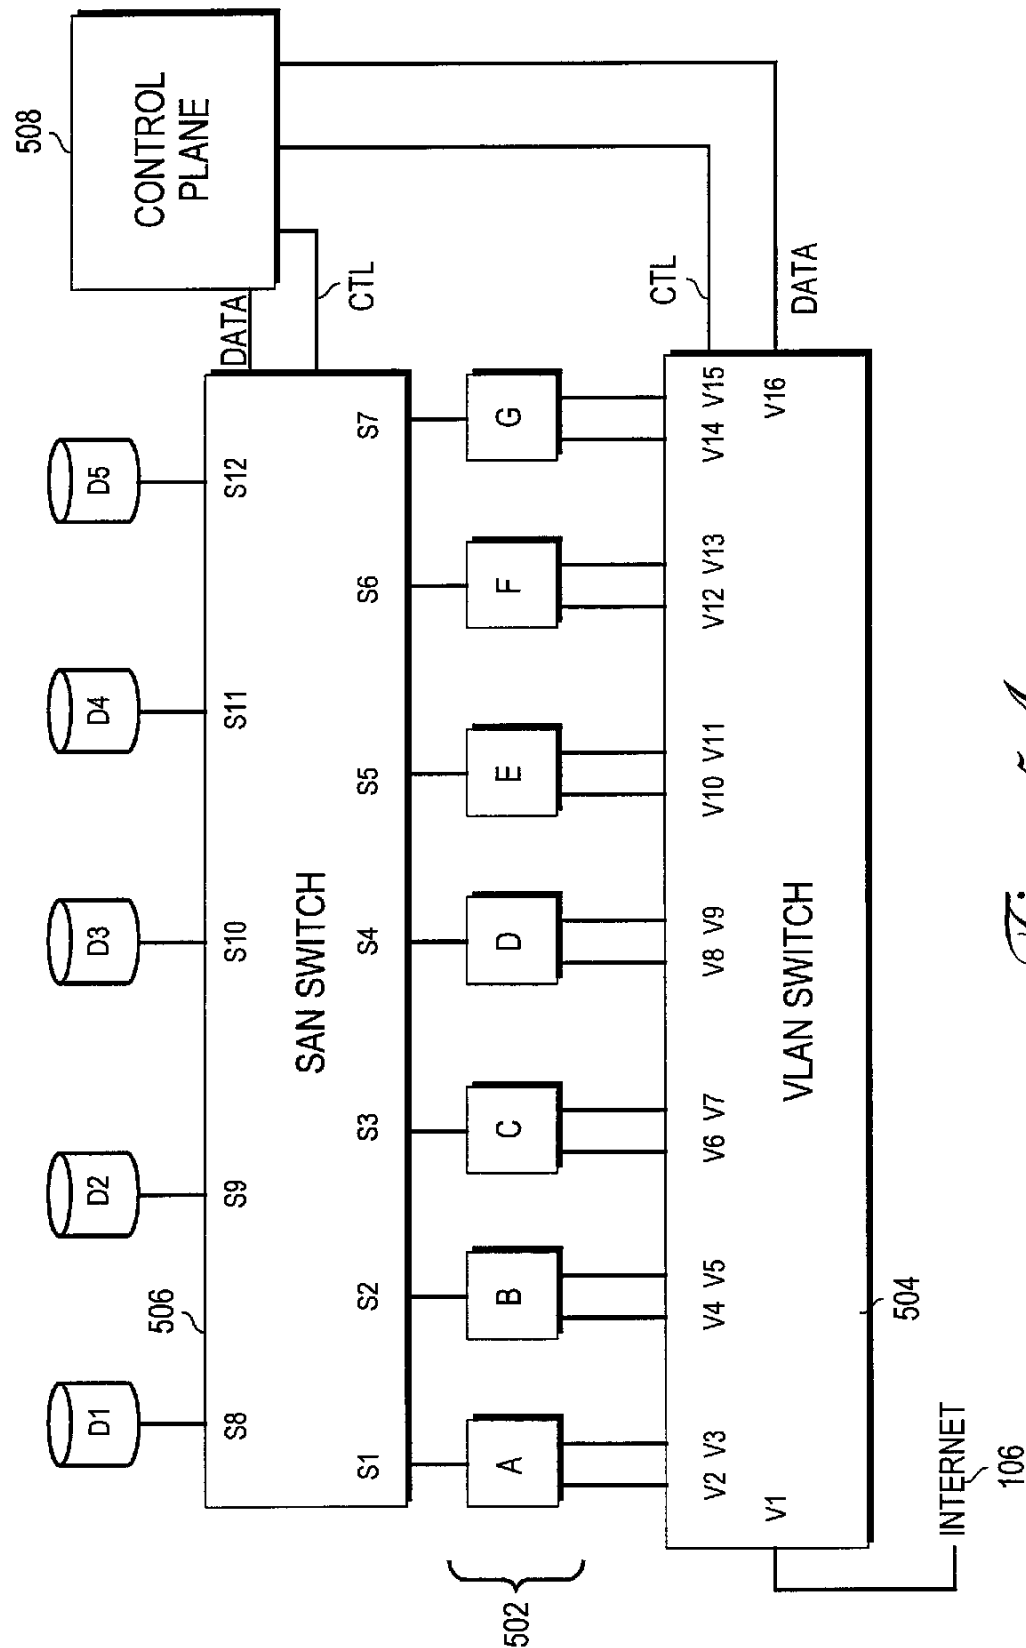 508
CONTROL
PLANE
D1
D2
D3
D4
D5
506
DATA
CTL
S8
S9
S10
S11
S12
SAN SWITCH
S1
S2
S3
S4
S5
S6
S7
502
A
B
C
D
E
F
G
CTL
DATA
V2 V3
V4 V5
V6 V7
V8 V9
V10 V11
V12 V13
V14 V15
V1
V16
VLAN SWITCH
504
INTERNET
106